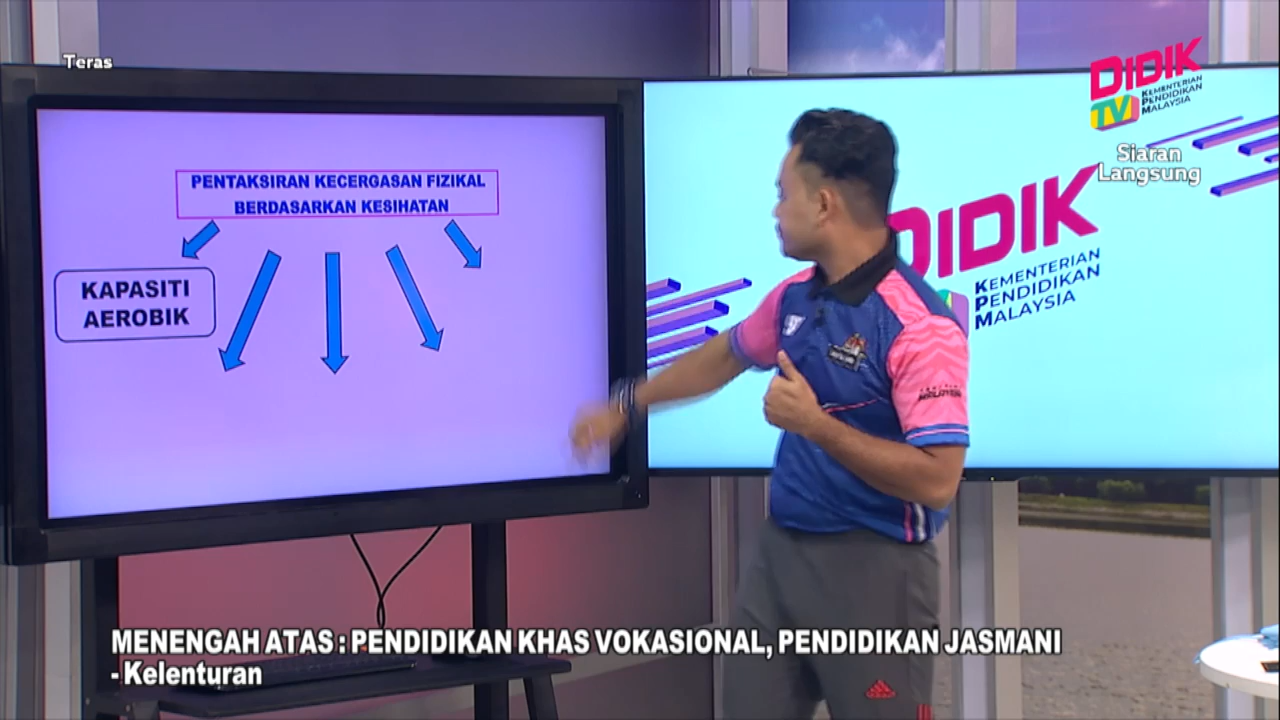 Teras
DIDIK
TV
KEMENTERIAN
PENDIDIKAN
MALAYSIA
Siaran
Langsung
PENTAKSIRAN KECERGASAN FIZIKAL
BERDASARKAN KESIHATAN
KAPASITI
AEROBIK
DIDIK
KEMENTERIAN
PENDIDIKAN
MALAYSIA
MENENGAH ATAS : PENDIDIKAN KHAS VOKASIONAL, PENDIDIKAN JASMANI
- Kelenturan